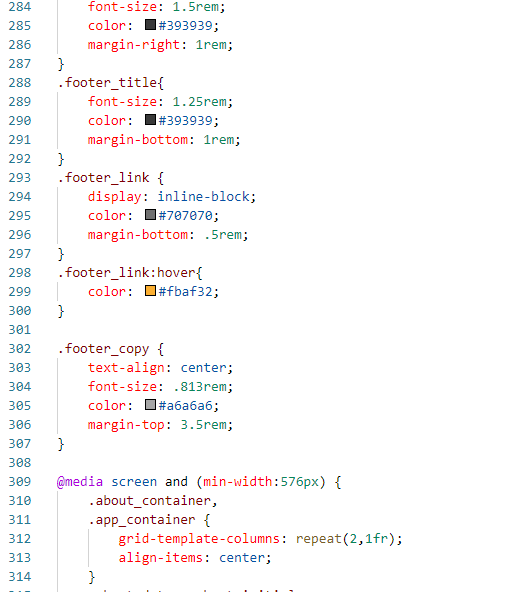 284 font-size: 1.5rem;
285 color: #393939;
286 margin-right: 1rem;
287 }
288 .footer_title{
289 font-size: 1.25rem;
290 color: #393939;
291 margin-bottom: 1rem;
292 }
293 .footer_link {
294 display: inline-block;
295 color: #707070;
296 margin-bottom: .5rem;
297 }
298 .footer_link:hover{
299 color: #fbaf32;
300 }
301
302 .footer_copy {
303 text-align: center;
304 font-size: .813rem;
305 color: #a6a6a6;
306 margin-top: 3.5rem;
307 }
308
309 @media screen and (min-width:576px) {
310 .about_container,
311 .app_container {
312 grid-template-columns: repeat(2,1fr);
313 align-items: center;
314 }